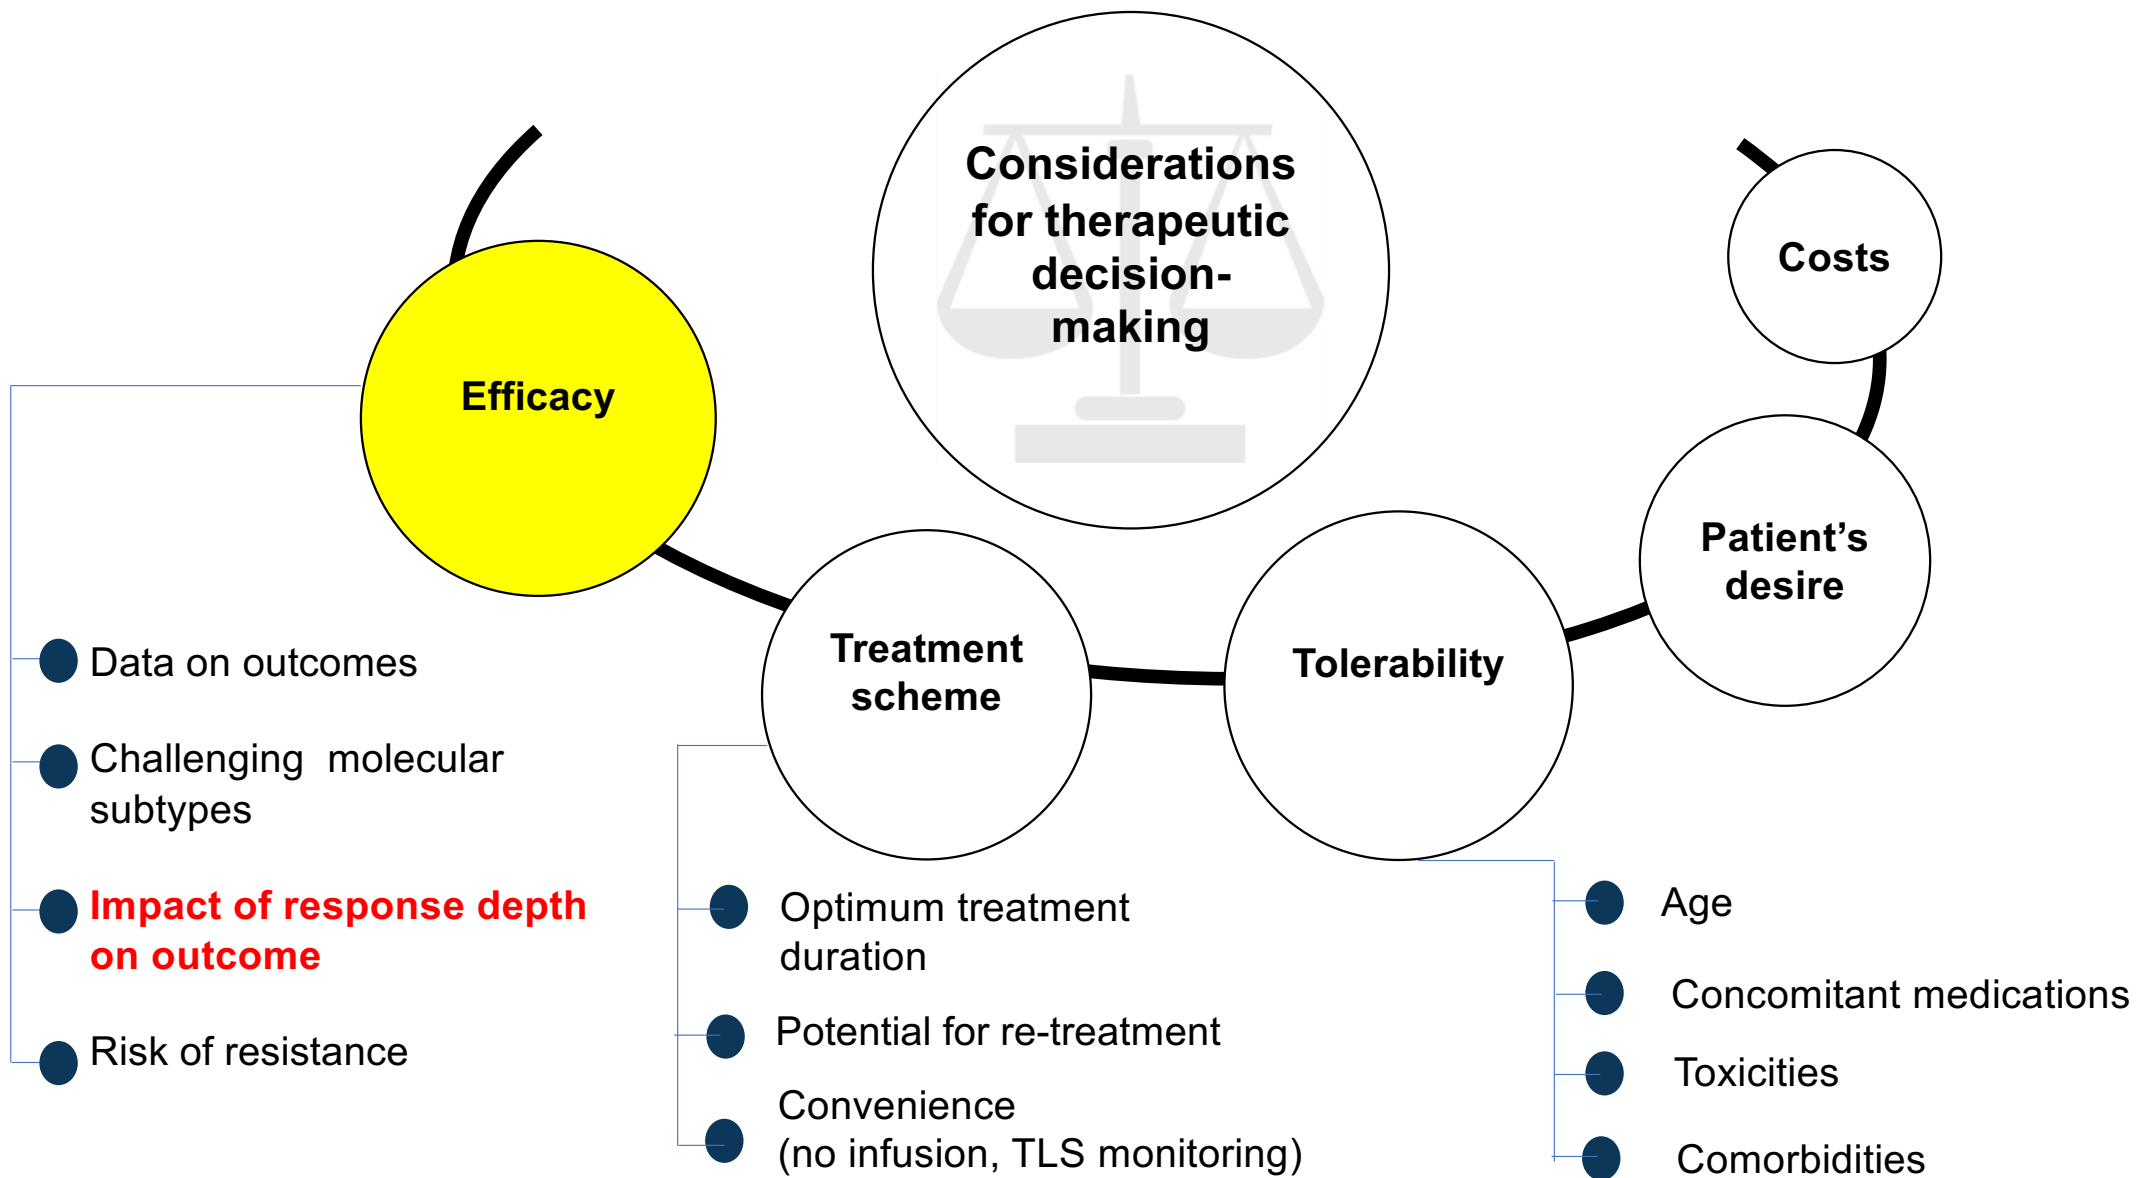 Considerations
for therapeutic
decision-
making
Costs
Efficacy
Patient’s
desire
Treatment
scheme
Tolerability
Data on outcomes
Challenging  molecular
subtypes
Impact of response depth
on outcome
Risk of resistance
Optimum treatment
duration
Potential for re-treatment
Convenience
(no infusion, TLS monitoring)
Age
Concomitant medications
Toxicities
Comorbidities